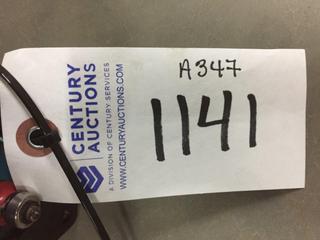 A347
1141
CENTURY
AUCTIONS
A DIVISION OF CENTURY SERVICES
WWW.CENTURYAUCTIONS.COM